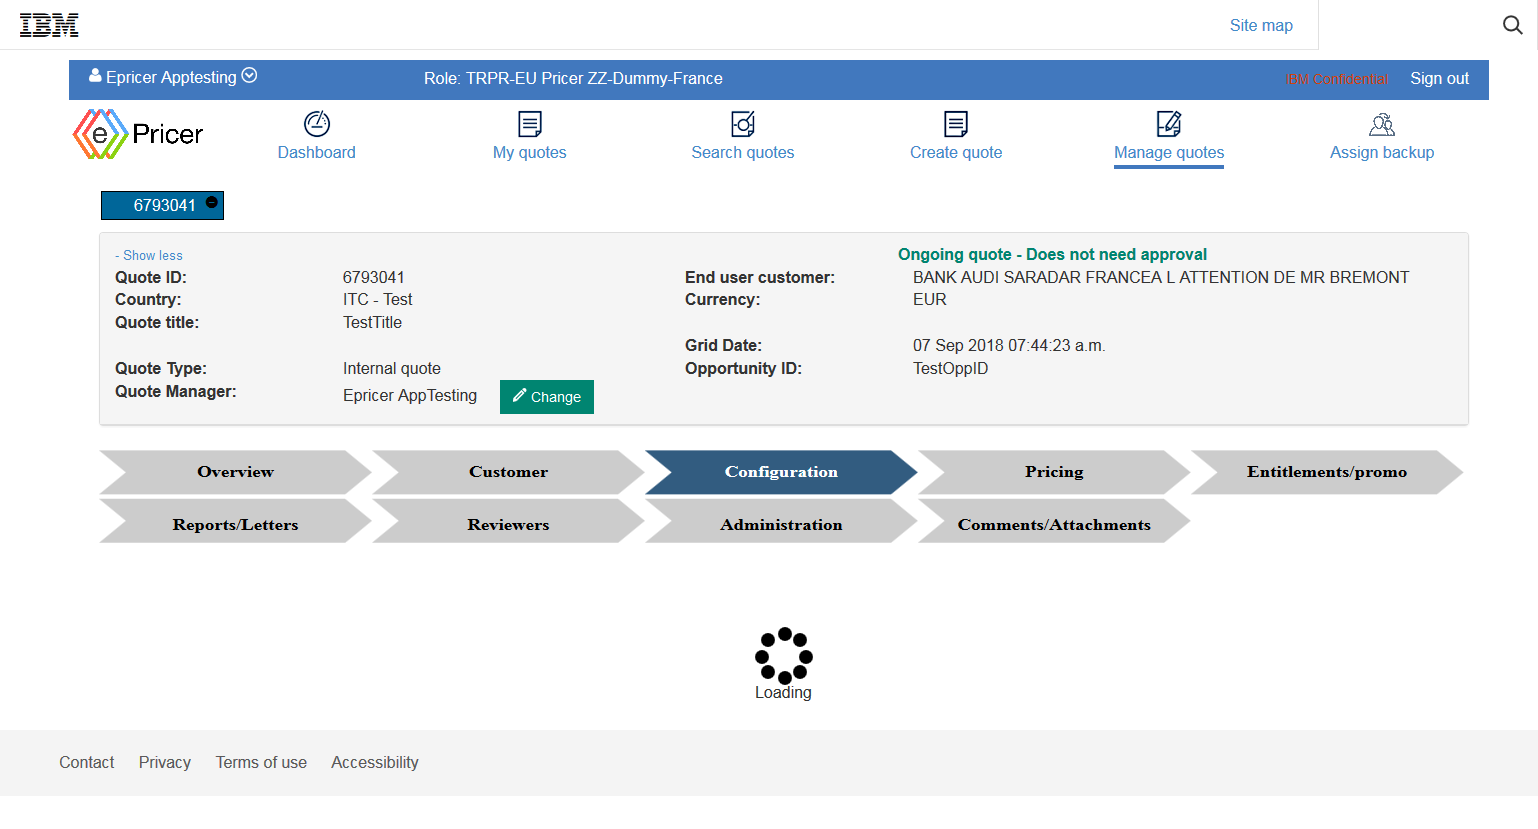 IBM
Site map
Epricer Apptesting
Role: TRPR-EU Pricer ZZ-Dummy-France
IBM Confidential
Sign out
e Pricer
Dashboard
My quotes
Search quotes
Create quote
Manage quotes
Assign backup
6793041
- Show less
Ongoing quote - Does not need approval
Quote ID: 6793041
End user customer: BANK AUDI SARADAR FRANCEA L ATTENTION DE MR BREMONT
Country: ITC - Test
Currency: EUR
Quote title: TestTitle
Grid Date: 07 Sep 2018 07:44:23 a.m.
Quote Type: Internal quote
Opportunity ID: TestOppID
Quote Manager: Epricer AppTesting
Change
Overview
Customer
Configuration
Pricing
Entitlements/promo
Reports/Letters
Reviewers
Administration
Comments/Attachments
Loading
Contact
Privacy
Terms of use
Accessibility